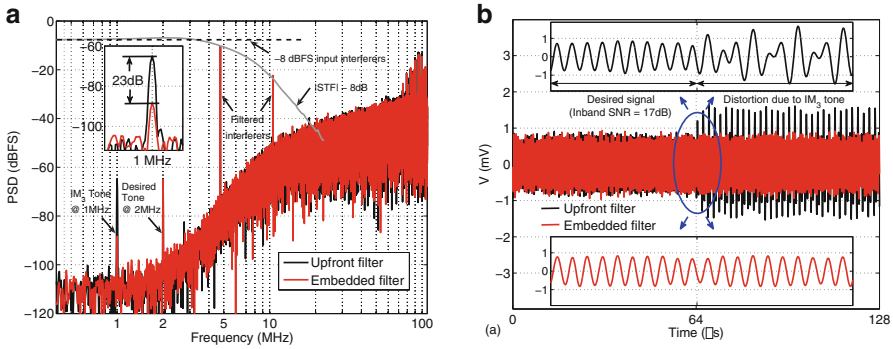 a
PSD (dBFS)
0
−20
−40
−60
−80
−100
−120
−60
−80
−100
23dB
1 MHz
−8 dBFS input interferers
ISTFI − 8dB
Filtered
interferers
IM3 Tone
@ 1MHz
Desired
Tone
@ 2MHz
Upfront filter
Embedded filter
1
2
5
10
100
Frequency (MHz)
b
V (mV)
3
2
1
0
−1
−2
−3
1
0
−1
Desired signal
(Inband SNR = 17dB)
Distortion due to IM3 tone
Upfront filter
Embedded filter
1
0
−1
(a)
0
64
128
Time (□s)